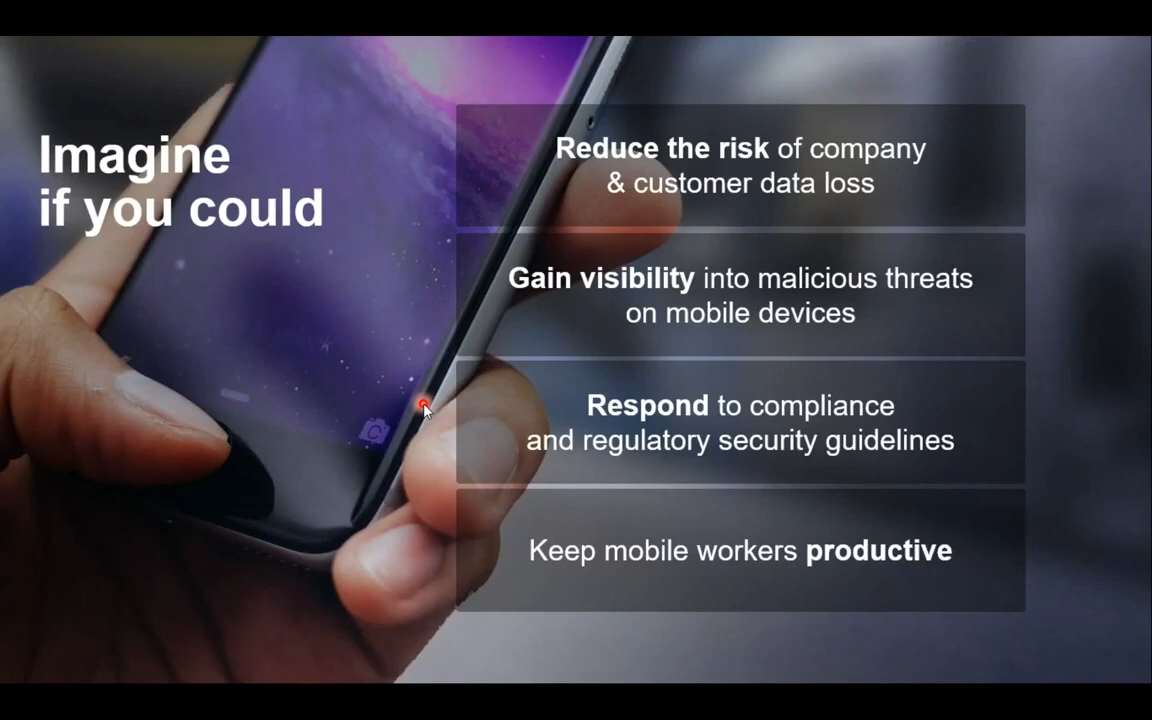 Imagine
if you could
Reduce the risk of company
& customer data loss
Gain visibility into malicious threats
on mobile devices
Respond to compliance
and regulatory security guidelines
Keep mobile workers productive